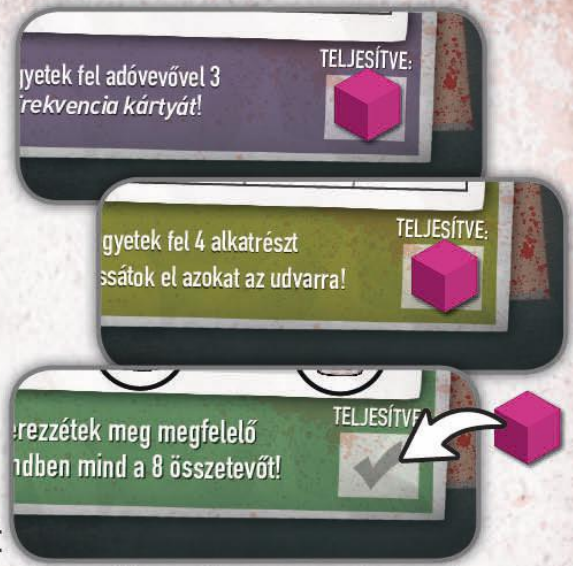 gyetek fel adóvevővel 3
frekvencia kártyát!
TELJESÍTVE:
gyetek fel 4 alkatrészt
ssátok el azokat az udvarra!
TELJESÍTVE:
erezzétek meg megfelelő
ndben mind a 8 összetevőt!
TELJESÍTVE